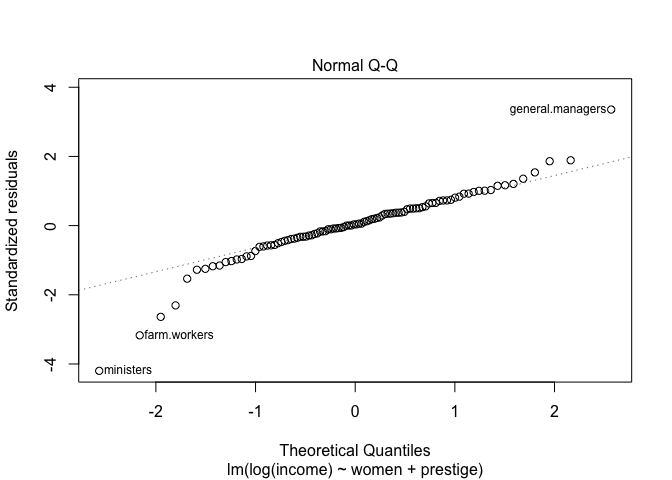 Normal Q-Q
4
general.managers
2
0
-2
farm.workers
ministers
-4
Standardized residuals
-2 -1 0 1 2
Theoretical Quantiles
lm(log(income) ~ women + prestige)